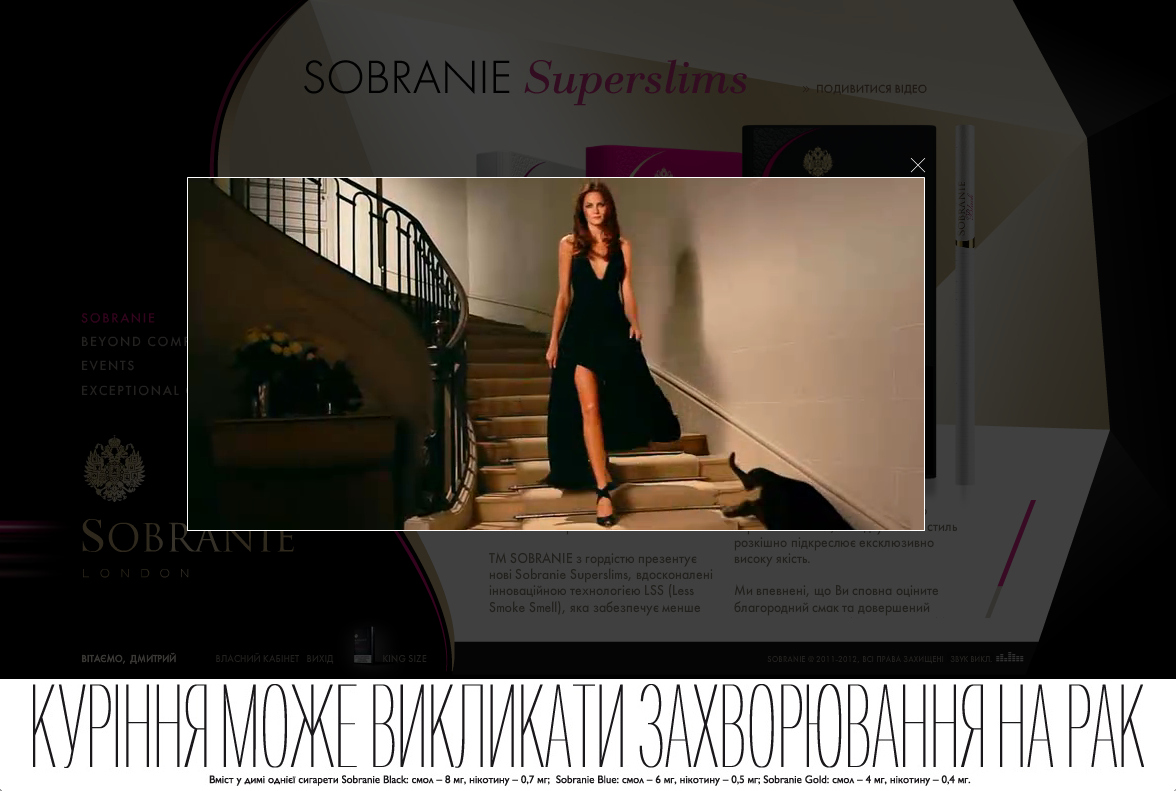 SOBRANIE Superslims
» ПОДИВИТИСЯ ВІДЕО
SOBRANIE
SOBRANIE
BEYOND
EVENTS
EXCEPTIONAL
SOBRANIE
LONDON
ТМ SOBRANIE з гордістю презентує
нові Sobranie Superslims, вдосконалені
інноваційною технологією LSS (Less
Smoke Smell), яка забезпечує менше
стиль
розкішно підкреслює ексклюзивно
високу якість.
Ми впевнені, що Ви сповна оціните
благородний смак та довершений
ВІТАЄМО, ДМИТРИЙ
ВЛАСНИЙ КАБІНЕТ ВИХІД
KING SIZE
SOBRANIE © 2011-2012, ВСІ ПРАВА ЗАХИЩЕНІ ЗВУК ВИКЛ.
КУРІННЯ МОЖЕ ВИКЛИКАТИ ЗАХВОРЮВАННЯ НА РАК
Вміст у димі однієї сигарети Sobranie Black: смол – 8 мг, нікотину – 0,7 мг; Sobranie Blue: смол – 6 мг, нікотину – 0,5 мг; Sobranie Gold: смол – 4 мг, нікотину – 0,4 мг.